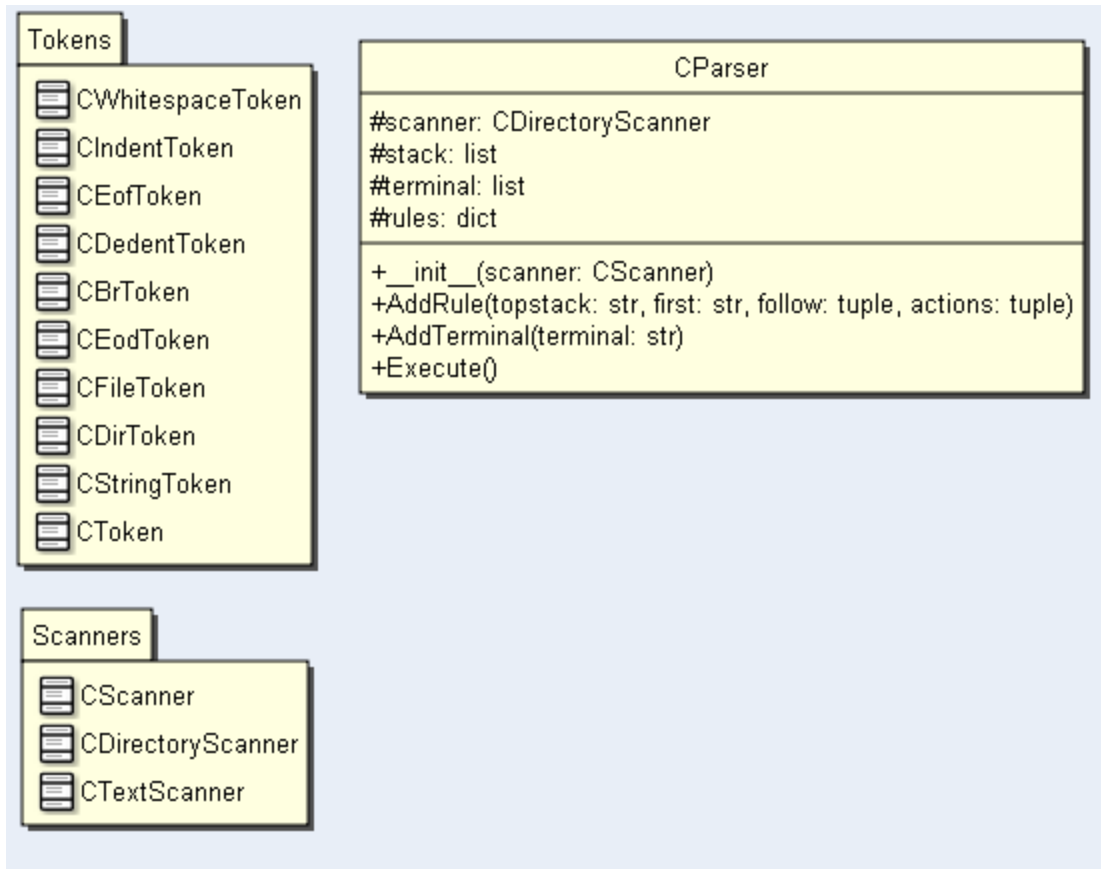 Tokens
CWhitespaceToken
CIndentToken
CEofToken
CDedentToken
CBrToken
CEodToken
CFileToken
CDirToken
CStringToken
CToken
CParser
#scanner: CDirectoryScanner
#stack: list
#terminal: list
#rules: dict
+__init__(scanner: CScanner)
+AddRule(topstack: str, first: str, follow: tuple, actions: tuple)
+AddTerminal(terminal: str)
+Execute()
Scanners
CScanner
CDirectoryScanner
CTextScanner